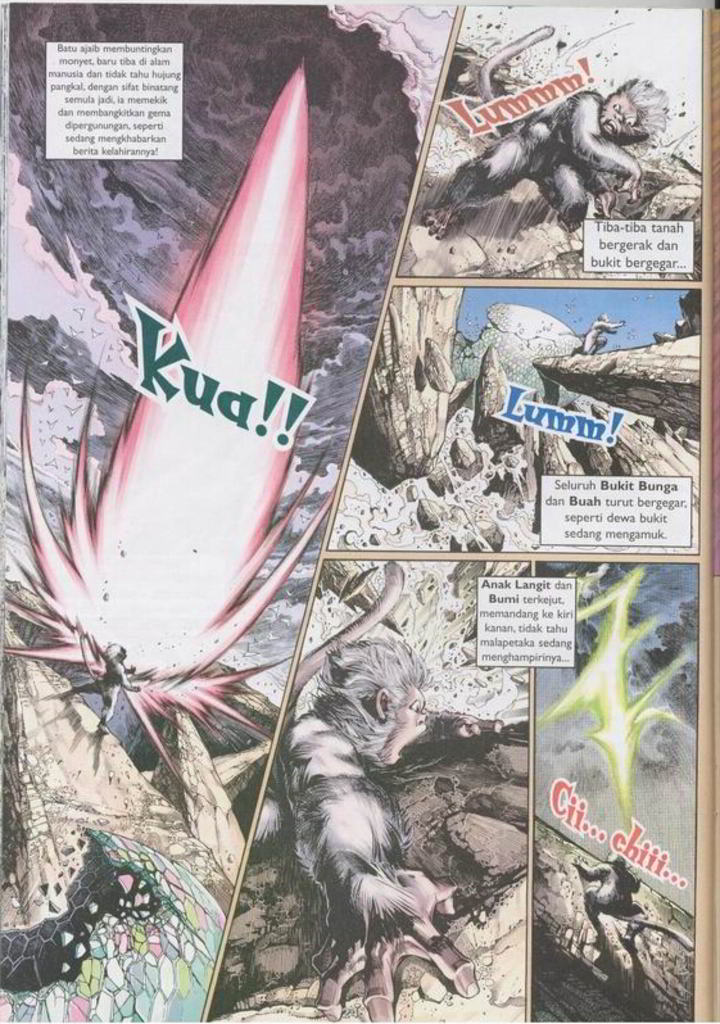 Batu ajaib membuntingkan
monyet, baru tiba di alam
manusia dan tidak tahu hujung
pangkal, dengan sifat binatang
semula jadi, ia memekik
dan membangkitkan gema
dipergunungan, seperti
sedang mengkhabarkan
berita kelahirannya!
Kua!!
Lummm!
Tiba-tiba tanah
bergerak dan
bukit bergegar...
Lumm!
Seluruh Bukit Bunga
dan Buah turut bergegar,
seperti dewa bukit
sedang mengamuk.
Anak Langit dan
Bumi terkejut,
memandang ke kiri
kanan, tidak tahu
malapetaka sedang
menghampirinya...
Cii... chiii...